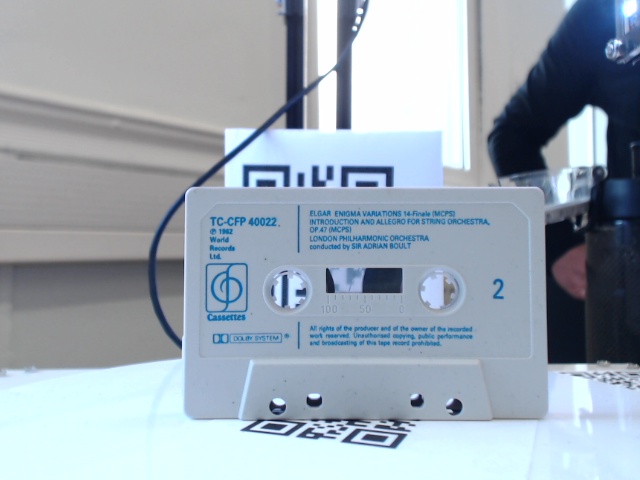 TC-CFP 40022.
℗ 1962
World
Records
Ltd.
Cassettes
DOLBY SYSTEM ®
ELGAR ENIGMA VARIATIONS 14-Finale (MCPS)
INTRODUCTION AND ALLEGRO FOR STRING ORCHESTRA,
OP.47 (MCPS)
LONDON PHILHARMONIC ORCHESTRA
conducted by SIR ADRIAN BOULT
100 50 0
2
All rights of the producer and of the owner of the recorded
work reserved. Unauthorised copying, public performance
and broadcasting of this tape record prohibited.